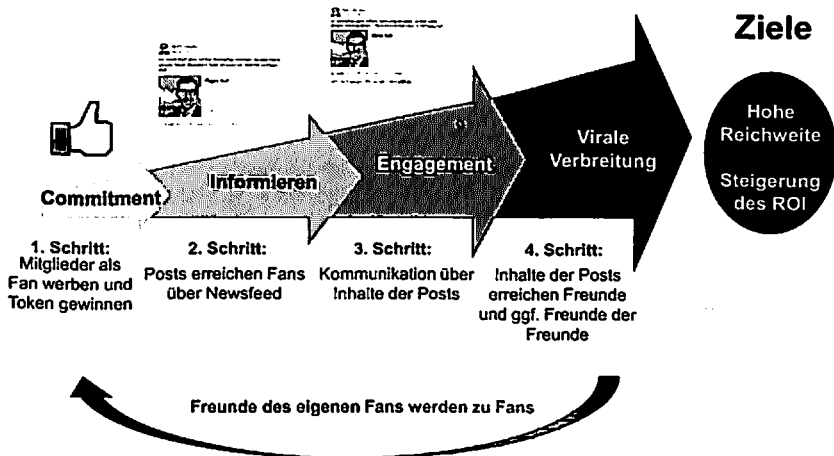 Ziele
Hohe
Reichweite
Steigerung
des ROI
Commitment
Informieren
Engagement
Virale
Verbreitung
1. Schritt:
Mitglieder als
Fan werben und
Token gewinnen
2. Schritt:
Posts erreichen Fans
über Newsfeed
3. Schritt:
Kommunikation über
Inhalte der Posts
4. Schritt:
Inhalte der Posts
erreichen Freunde
und ggf. Freunde der
Freunde
Freunde des eigenen Fans werden zu Fans